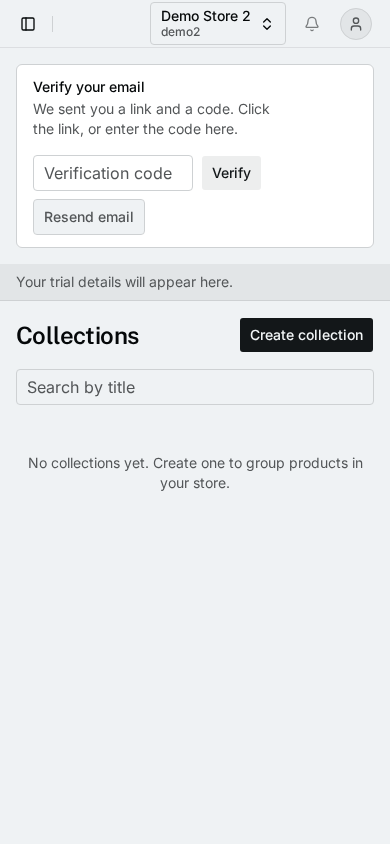 Demo Store 2
demo2
Verify your email
We sent you a link and a code. Click
the link, or enter the code here.
Verification code
Verify
Resend email
Your trial details will appear here.
Collections
Create collection
Search by title
No collections yet. Create one to group products in
your store.